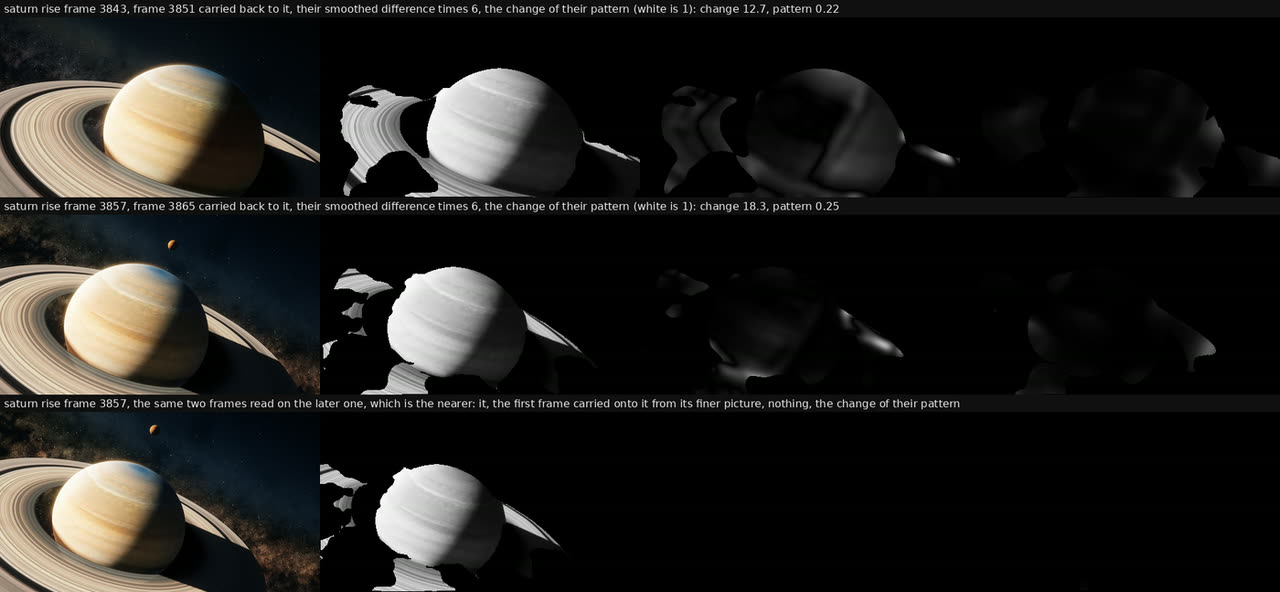 saturn rise frame 3843, frame 3851 carried back to it, their smoothed difference times 6, the change of their pattern (white is 1): change 12.7, pattern 0.22
saturn rise frame 3857, frame 3865 carried back to it, their smoothed difference times 6, the change of their pattern (white is 1): change 18.3, pattern 0.25
saturn rise frame 3857, the same two frames read on the later one, which is the nearer: it, the first frame carried onto it from its finer picture, nothing, the change of their pattern